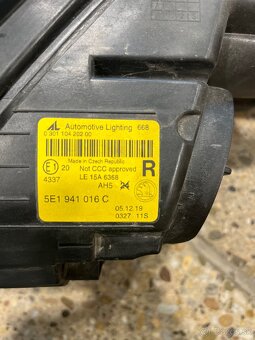 AL Automotive Lighting 668
0 301 104 202 00
Made in Czech Republic
E1 20 Not CCC approved R
4337 LE 15A 6368
AH5
5E1 941 016 C
05.12.19
0327 11S